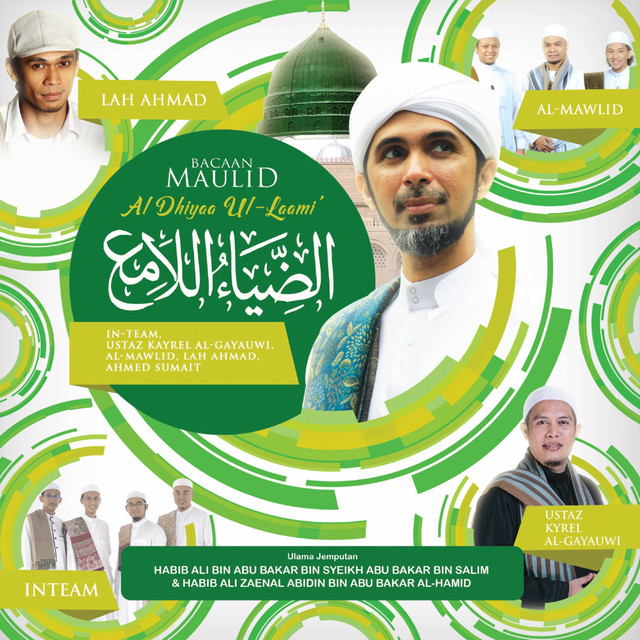 LAH AHMAD
AL-MAWLID
BACAAN
MAULID
Al Dhiyaa Ul-Laami'
الضِّيَاءُ اللَّامِعُ
IN-TEAM,
USTAZ KAYREL AL-GAYAUWI,
AL-MAWLID, LAH AHMAD,
AHMED SUMAIT
USTAZ
KYREL
AL-GAYAUWI
INTEAM
Ulama Jemputan
HABIB ALI BIN ABU BAKAR BIN SYEIKH ABU BAKAR BIN SALIM
& HABIB ALI ZAENAL ABIDIN BIN ABU BAKAR AL-HAMID